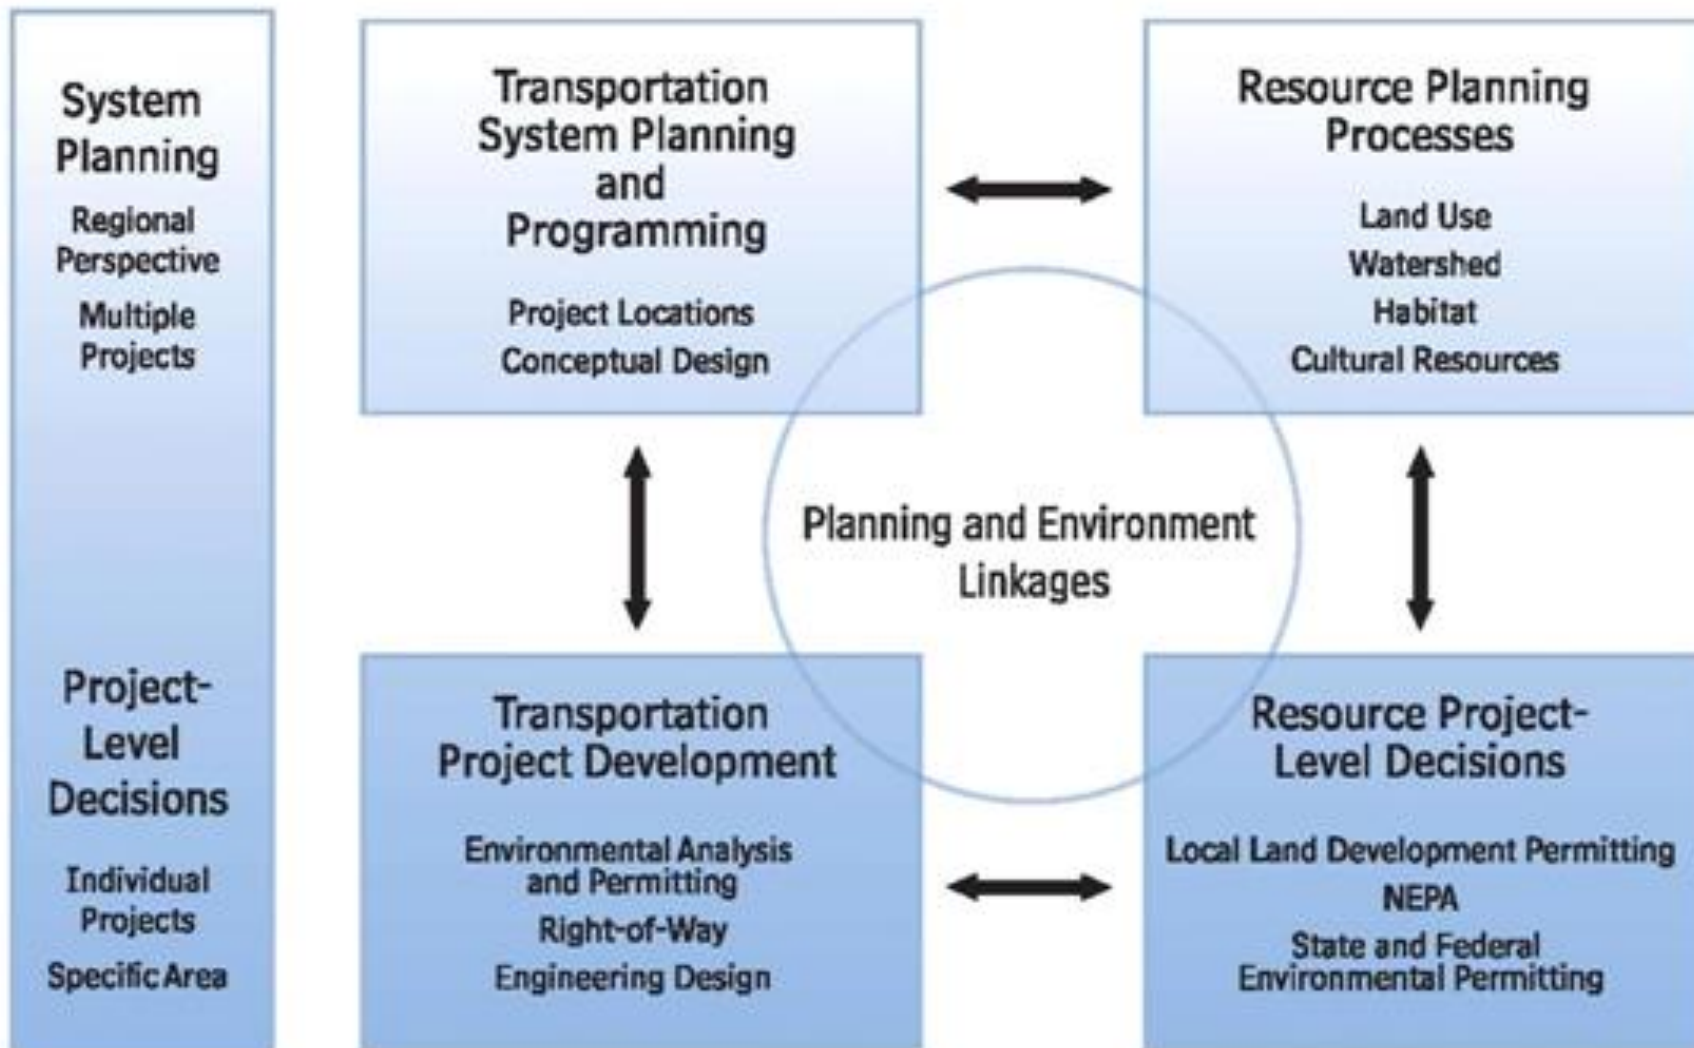 System
Planning
Regional
Perspective
Multiple
Projects
Project-
Level
Decisions
Individual
Projects
Specific Area
Transportation
System Planning
and
Programming
Project Locations
Conceptual Design
Resource Planning
Processes
Land Use
Watershed
Habitat
Cultural Resources
Planning and Environment
Linkages
Transportation
Project Development
Environmental Analysis
and Permitting
Right-of-Way
Engineering Design
Resource Project-
Level Decisions
Local Land Development Permitting
NEPA
State and Federal
Environmental Permitting